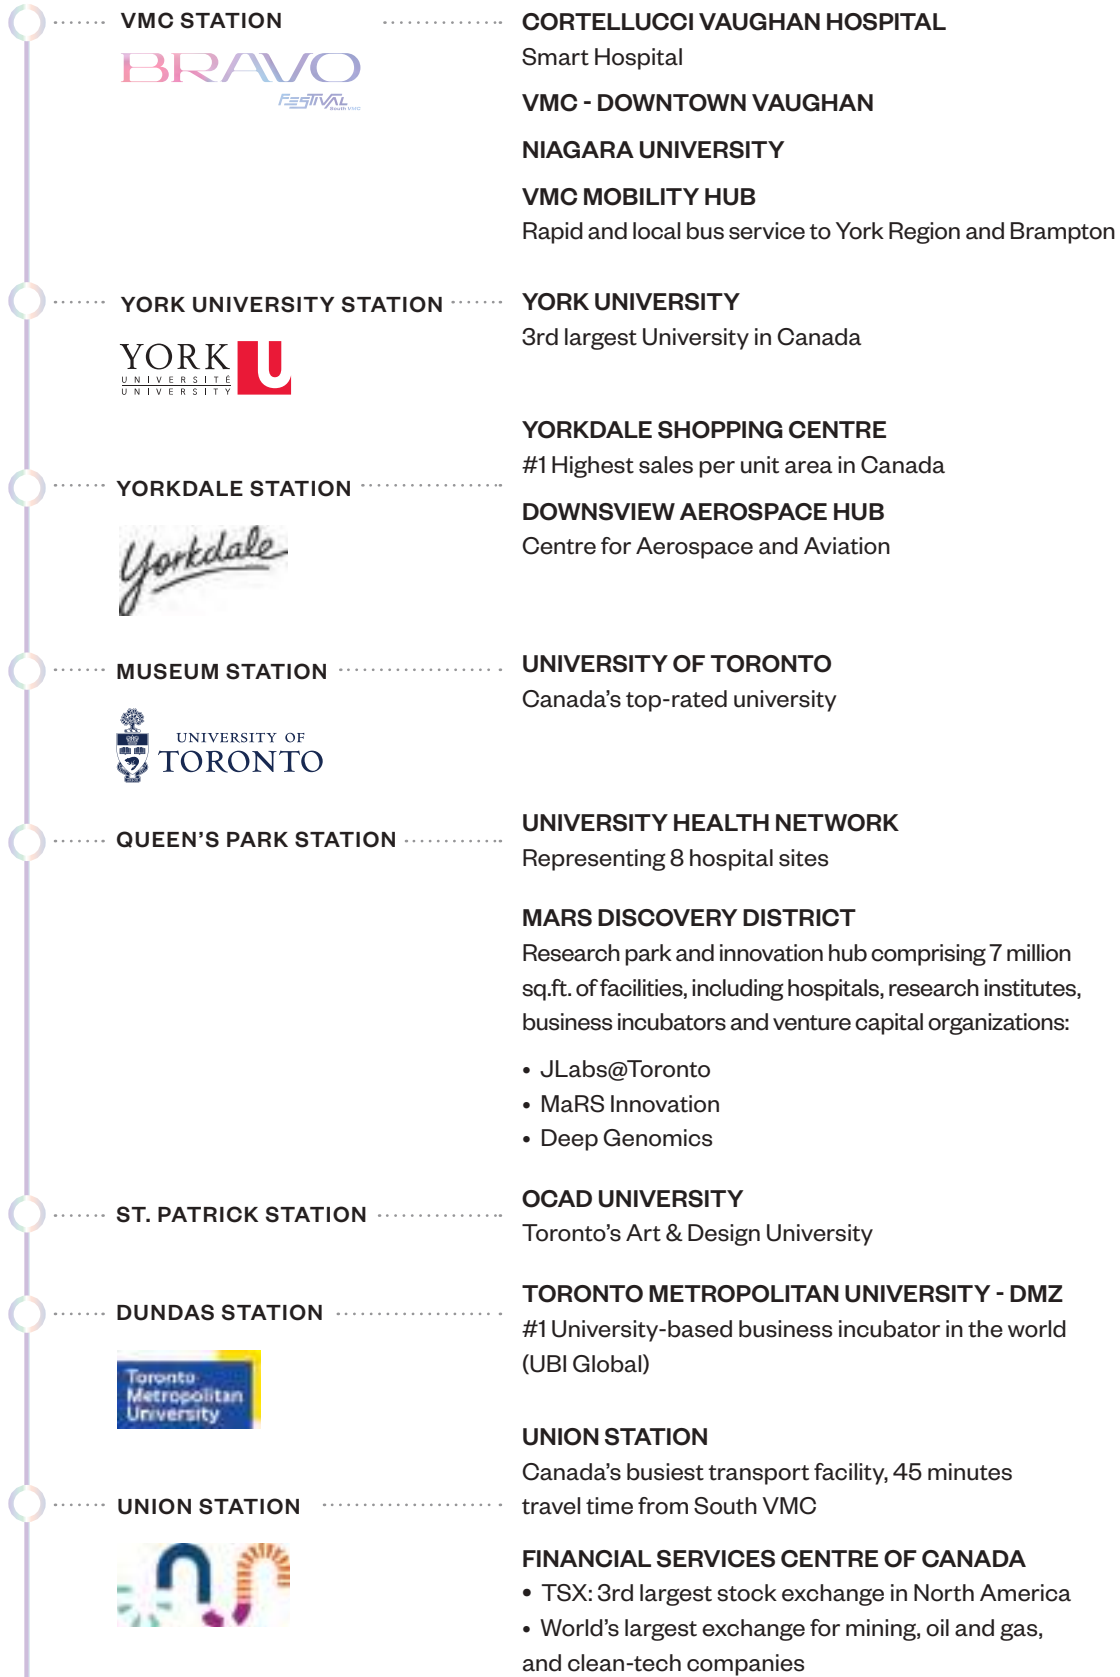 VMC STATION
BRAVO
FESTIVAL
South VMC
CORTELLUCCI VAUGHAN HOSPITAL
Smart Hospital
VMC - DOWNTOWN VAUGHAN
NIAGARA UNIVERSITY
VMC MOBILITY HUB
Rapid and local bus service to York Region and Brampton
YORK UNIVERSITY STATION
YORK U
UNIVERSITÉ
UNIVERSITY
YORK UNIVERSITY
3rd largest University in Canada
YORKDALE STATION
Yorkdale
YORKDALE SHOPPING CENTRE
#1 Highest sales per unit area in Canada
DOWNSVIEW AEROSPACE HUB
Centre for Aerospace and Aviation
MUSEUM STATION
UNIVERSITY OF
TORONTO
UNIVERSITY OF TORONTO
Canada’s top-rated university
QUEEN’S PARK STATION
UNIVERSITY HEALTH NETWORK
Representing 8 hospital sites
MARS DISCOVERY DISTRICT
Research park and innovation hub comprising 7 million
sq.ft. of facilities, including hospitals, research institutes,
business incubators and venture capital organizations:
• JLabs@Toronto
• MaRS Innovation
• Deep Genomics
ST. PATRICK STATION
OCAD UNIVERSITY
Toronto’s Art & Design University
DUNDAS STATION
Toronto
Metropolitan
University
TORONTO METROPOLITAN UNIVERSITY - DMZ
#1 University-based business incubator in the world
(UBI Global)
UNION STATION
UNION STATION
Canada’s busiest transport facility, 45 minutes
travel time from South VMC
FINANCIAL SERVICES CENTRE OF CANADA
• TSX: 3rd largest stock exchange in North America
• World’s largest exchange for mining, oil and gas,
and clean-tech companies